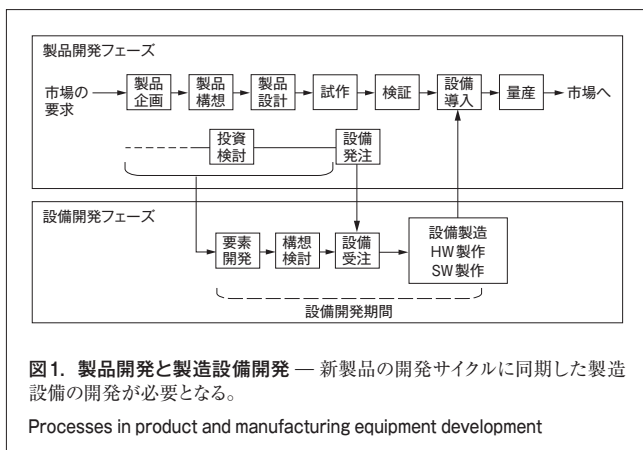 製品開発フェーズ
市場の
要求
製品
企画
製品
構想
製品
設計
試作
検証
設備
導入
量産
市場へ
投資
検討
設備
発注
設備開発フェーズ
要素
開発
構想
検討
設備
受注
設備製造
HW製作
SW製作
設備開発期間
図1. 製品開発と製造設備開発 — 新製品の開発サイクルに同期した製造
設備の開発が必要となる。
Processes in product and manufacturing equipment development